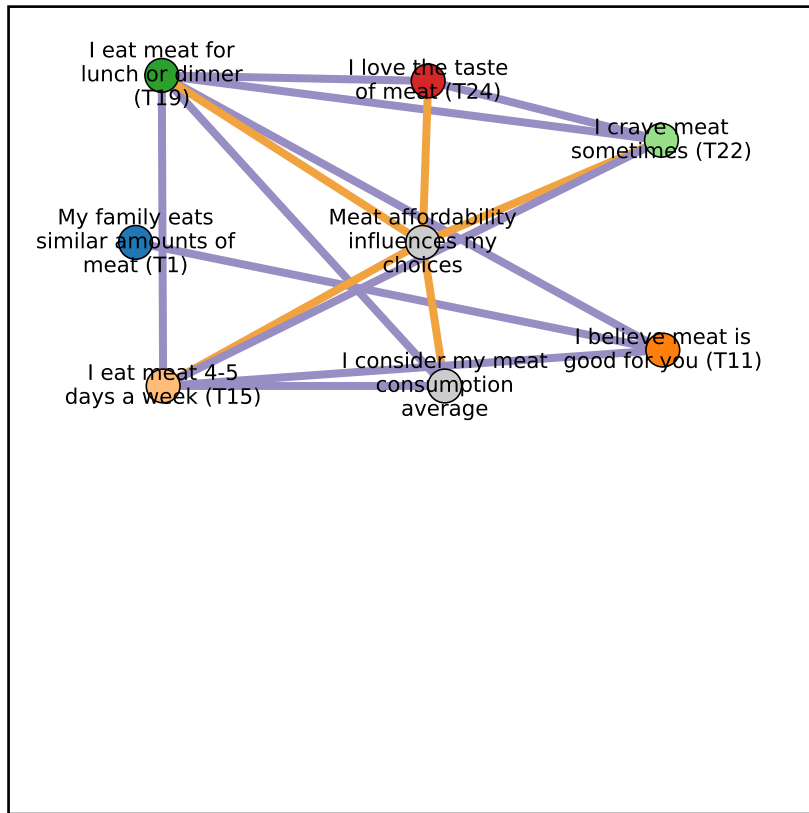 I eat meat for
lunch or dinner
(T19)
I love the taste
of meat (T24)
I crave meat
sometimes (T22)
My family eats
similar amounts of
meat (T1)
Meat affordability
influences my
choices
I believe meat is
good for you (T11)
I eat meat 4-5
days a week (T15)
I consider my meat
consumption
average